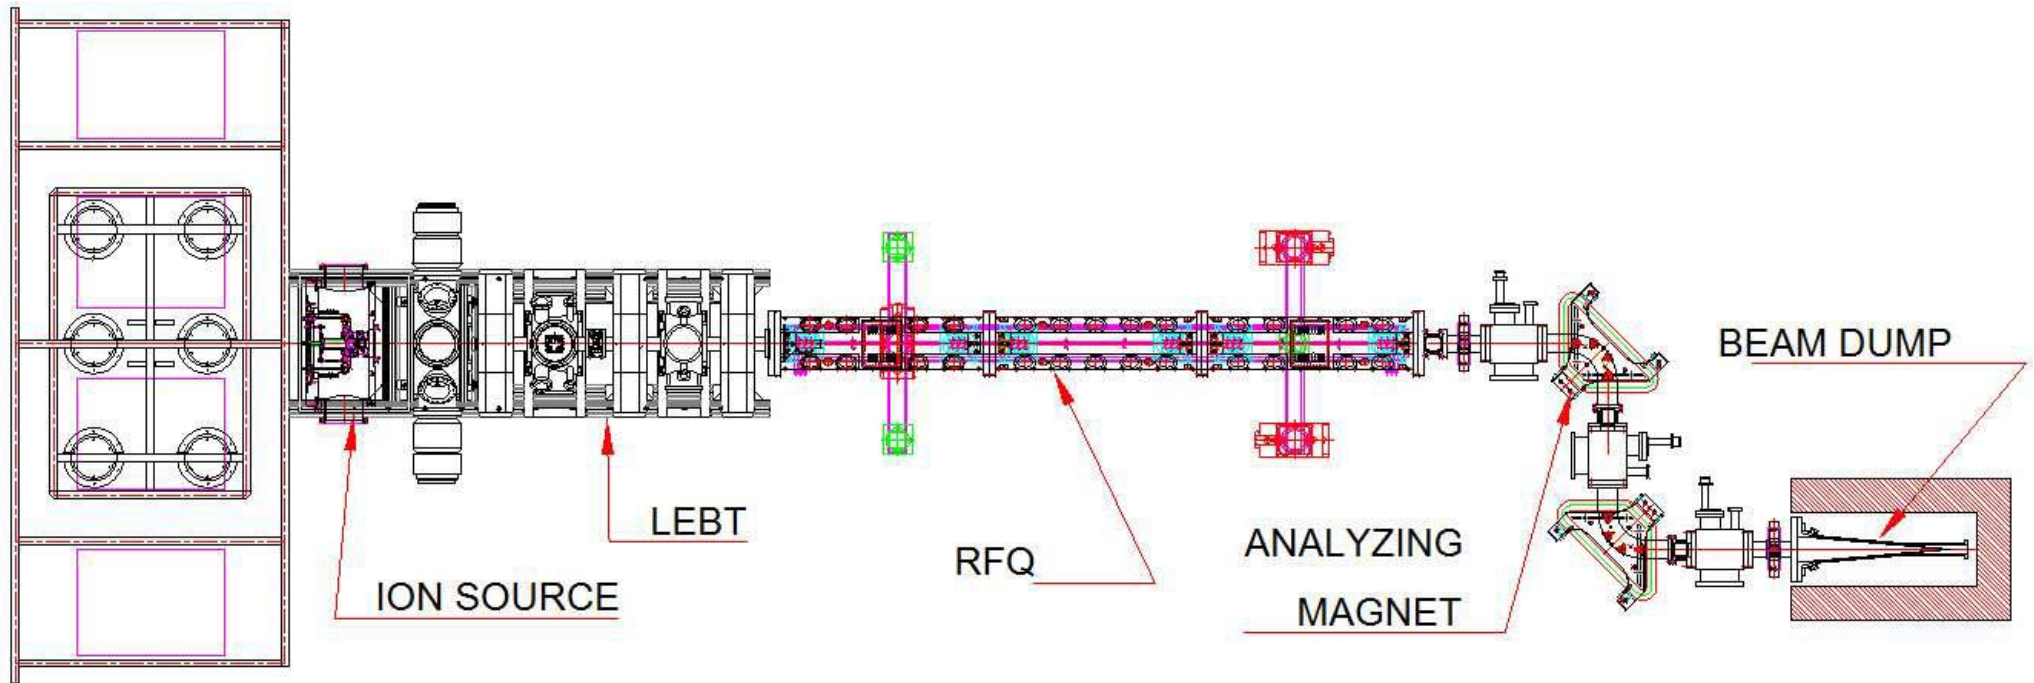 BEAM DUMP
LEBT
ANALYZING
RFQ
ION SOURCE
MAGNET